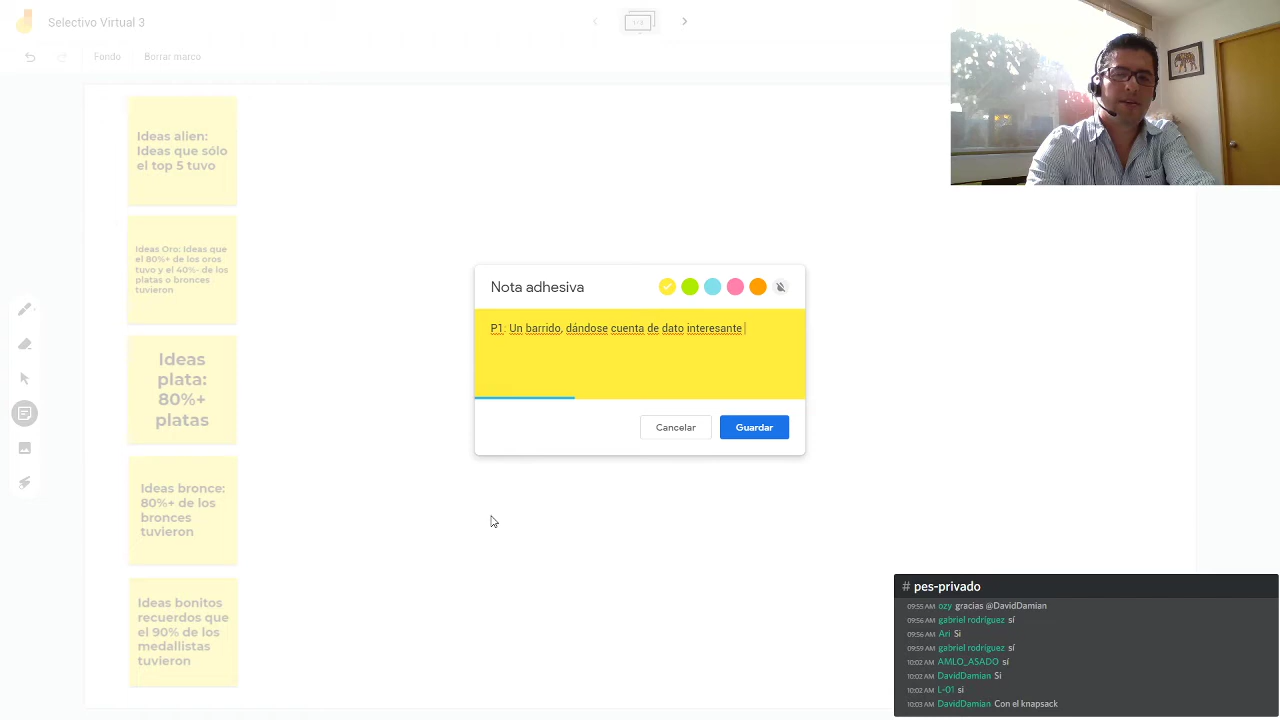 Selectivo Virtual 3
1/3
Fondo
Borrar marco
Ideas alien:
Ideas que sólo
el top 5 tuvo
Ideas Oro: Ideas que
el 80%+ de los oros
tuvo y el 40%- de los
platas o bronces
tuvieron
Ideas
plata:
80%+
platas
Ideas bronce:
80%+ de los
bronces
tuvieron
Ideas bonitos
recuerdos que
el 90% de los
medallistas
tuvieron
Nota adhesiva
P1: Un barrido, dándose cuenta de dato interesante
Cancelar
Guardar
# pes-privado
09:55 AM ozy gracias @DavidDamian
09:56 AM gabriel rodríguez sí
09:56 AM Ari Si
09:59 AM gabriel rodríguez sí
10:02 AM AMLO_ASADO sí
10:02 AM DavidDamian Si
10:02 AM L-01 si
10:03 AM DavidDamian Con el knapsack